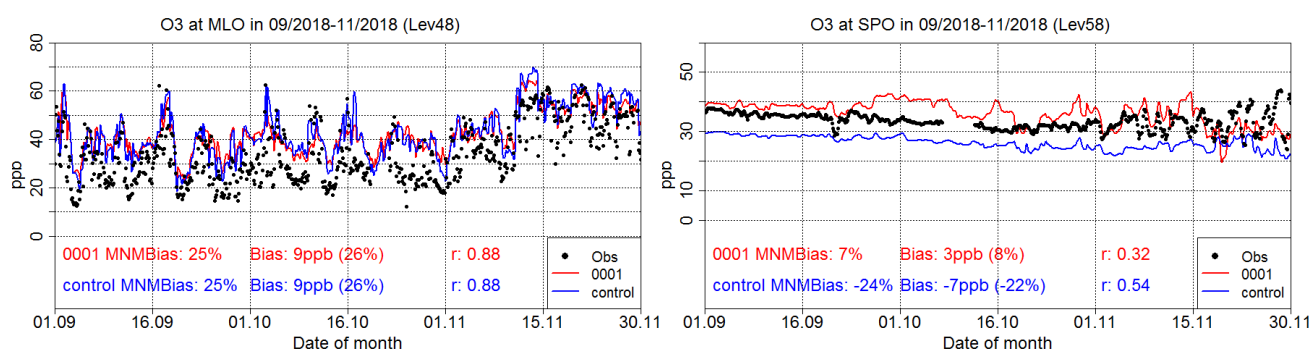 O3 at MLO in 09/2018-11/2018 (Lev48)
80
60
40
20
0
ppb
0001 MNMBias: 25% Bias: 9ppb (26%) r: 0.88
control MNMBias: 25% Bias: 9ppb (26%) r: 0.88
Obs
0001
control
01.09 16.09 01.10 16.10 01.11 15.11 30.11
Date of month
O3 at SPO in 09/2018-11/2018 (Lev58)
50
30
10
0
ppb
0001 MNMBias: 7% Bias: 3ppb (8%) r: 0.32
control MNMBias: -24% Bias: -7ppb (-22%) r: 0.54
Obs
0001
control
01.09 16.09 01.10 16.10 01.11 15.11 30.11
Date of month